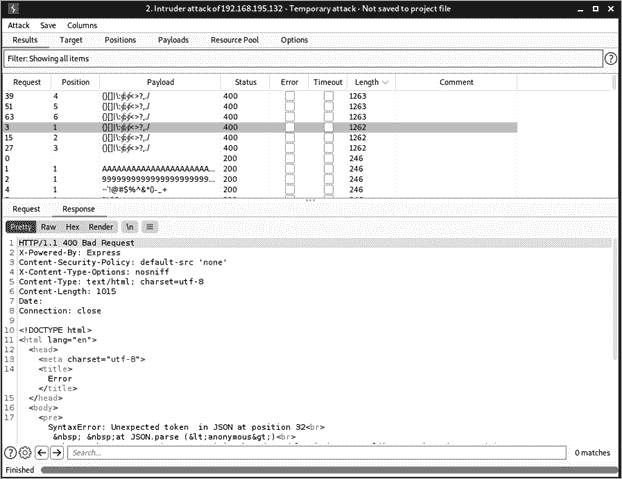 2. Intruder attack of 192.168.195.132 - Temporary attack - Not saved to project file
Attack Save Columns
Results Target Positions Payloads Resource Pool Options
Filter: Showing all items
Request Position Payload Status Error Timeout Length Comment
39 4 400 1263
51 5 400 1263
63 6 400 1263
3 1 400 1262
15 2 400 1262
27 3 400 1262
0 200 246
1 1 AAAAAAAAAAAAAAAAAAAAAA... 200 246
2 1 9999999999999999999999... 200 246
4 1 ~'!@#$%^&*()-_+ 200 246
Request Response
Pretty Raw Hex Render \n
1 HTTP/1.1 400 Bad Request
2 X-Powered-By: Express
3 Content-Security-Policy: default-src 'none'
4 X-Content-Type-Options: nosniff
5 Content-Type: text/html; charset=utf-8
6 Content-Length: 1015
7 Date:
8 Connection: close
9
10 <!DOCTYPE html>
11 <html lang="en">
12 <head>
13 <meta charset="utf-8">
14 <title>
Error
</title>
15 </head>
16 <body>
17 <pre>
SyntaxError: Unexpected token in JSON at position 32<br>
&nbsp; &nbsp;at JSON.parse (&lt;anonymous&gt;)<br>
Search... 0 matches
Finished